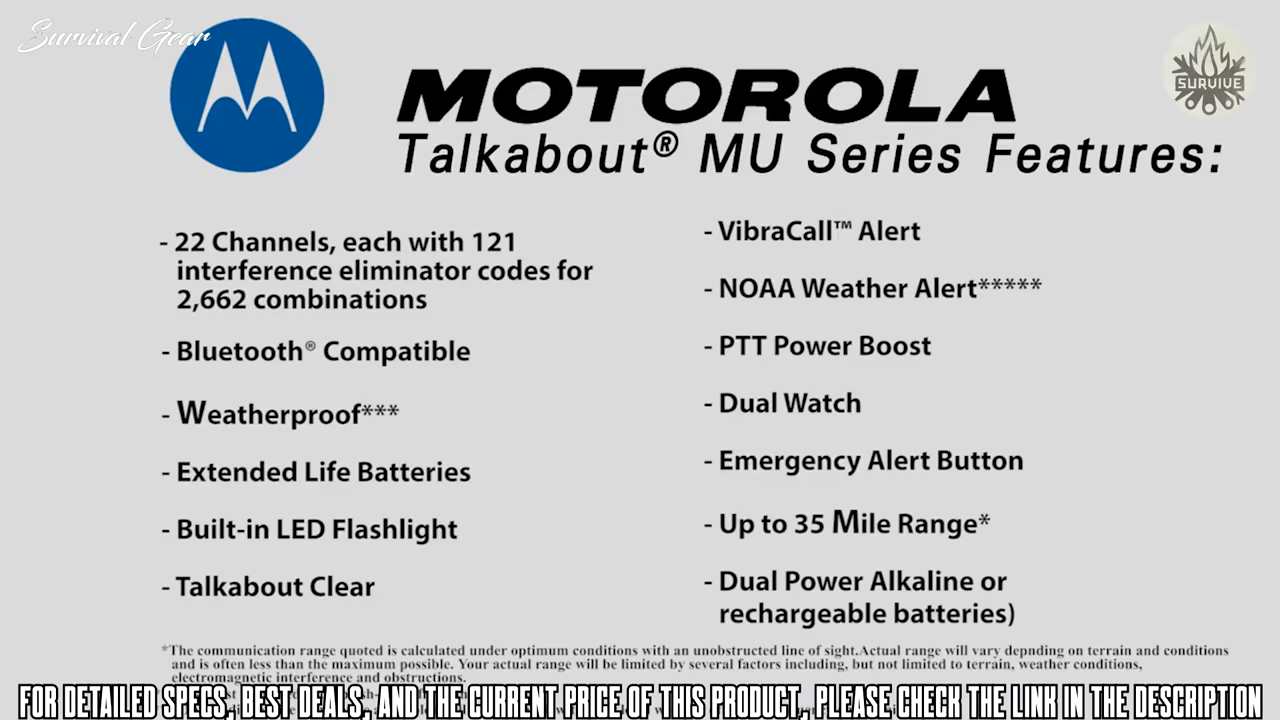 Survival Gear
SURVIVE
MOTOROLA
Talkabout® MU Series Features:
- 22 Channels, each with 121
interference eliminator codes for
2,662 combinations
- Bluetooth® Compatible
- Weatherproof***
- Extended Life Batteries
- Built-in LED Flashlight
- Talkabout Clear
- VibraCall™ Alert
- NOAA Weather Alert*****
- PTT Power Boost
- Dual Watch
- Emergency Alert Button
- Up to 35 Mile Range*
- Dual Power Alkaline or
rechargeable batteries)
*The communication range quoted is calculated under optimum conditions with an unobstructed line of sight.Actual range will vary depnding on terrain and conditions
and is often less than the maximum possible. Your actual range will be limited by several factors including, but not limited to terrain, weather conditions,
electromagnetic interference and obstructions.
FOR DETAILED SPECS, BEST DEALS, AND THE CURRENT PRICE OF THIS PRODUCT, PLEASE CHECK THE LINK IN THE DESCRIPTION